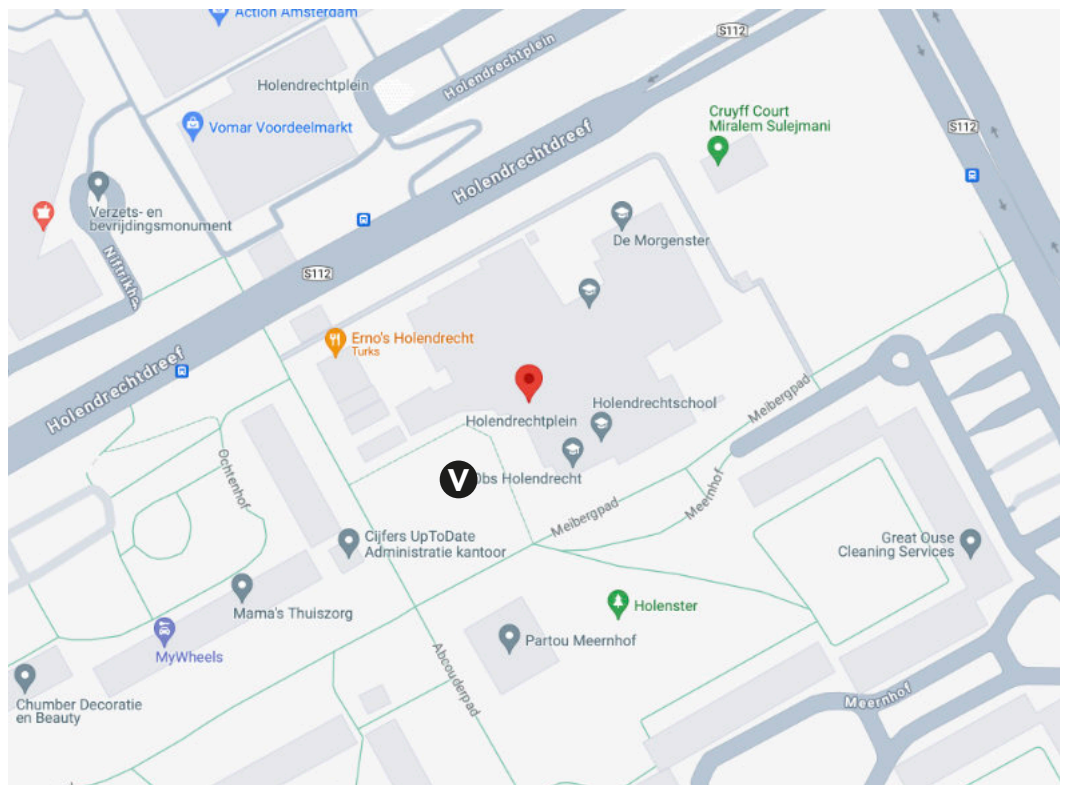 Action Amsterdam
S112
Holendrechtplein
Holendrechtplein
Vomar Voordeelmarkt
Cruyff Court
Miralem Sulejmani
S112
Holendrechtdreef
Verzets- en
bevrijdingsmonument
De Morgenster
S112
Erno's Holendrecht
Turks
Holendrechtdreef
Holendrechtschool
Holendrechtplein
Meibergpad
Ochtenhof
V
Obs Holendrecht
Meernhof
Meibergpad
Cijfers UpToDate
Administratie kantoor
Great Ouse
Cleaning Services
Mama's Thuiszorg
Holenster
Partou Meernhof
MyWheels
Abcouderpad
Chumber Decoratie
en Beauty
Meernhof